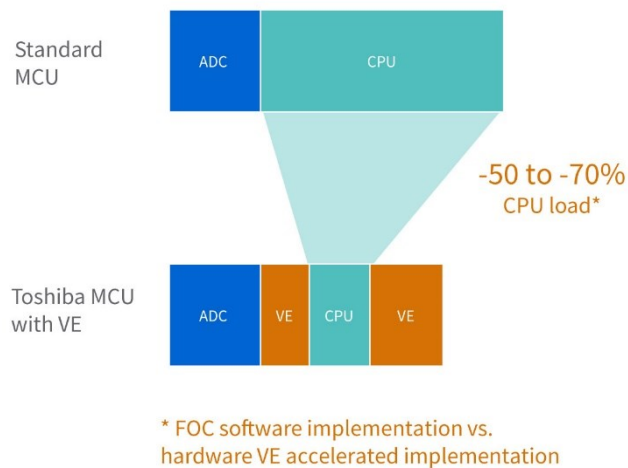 Standard
MCU
ADC
CPU
-50 to -70%
CPU load*
Toshiba MCU
with VE
ADC
VE
CPU
VE
* FOC software implementation vs.
hardware VE accelerated implementation